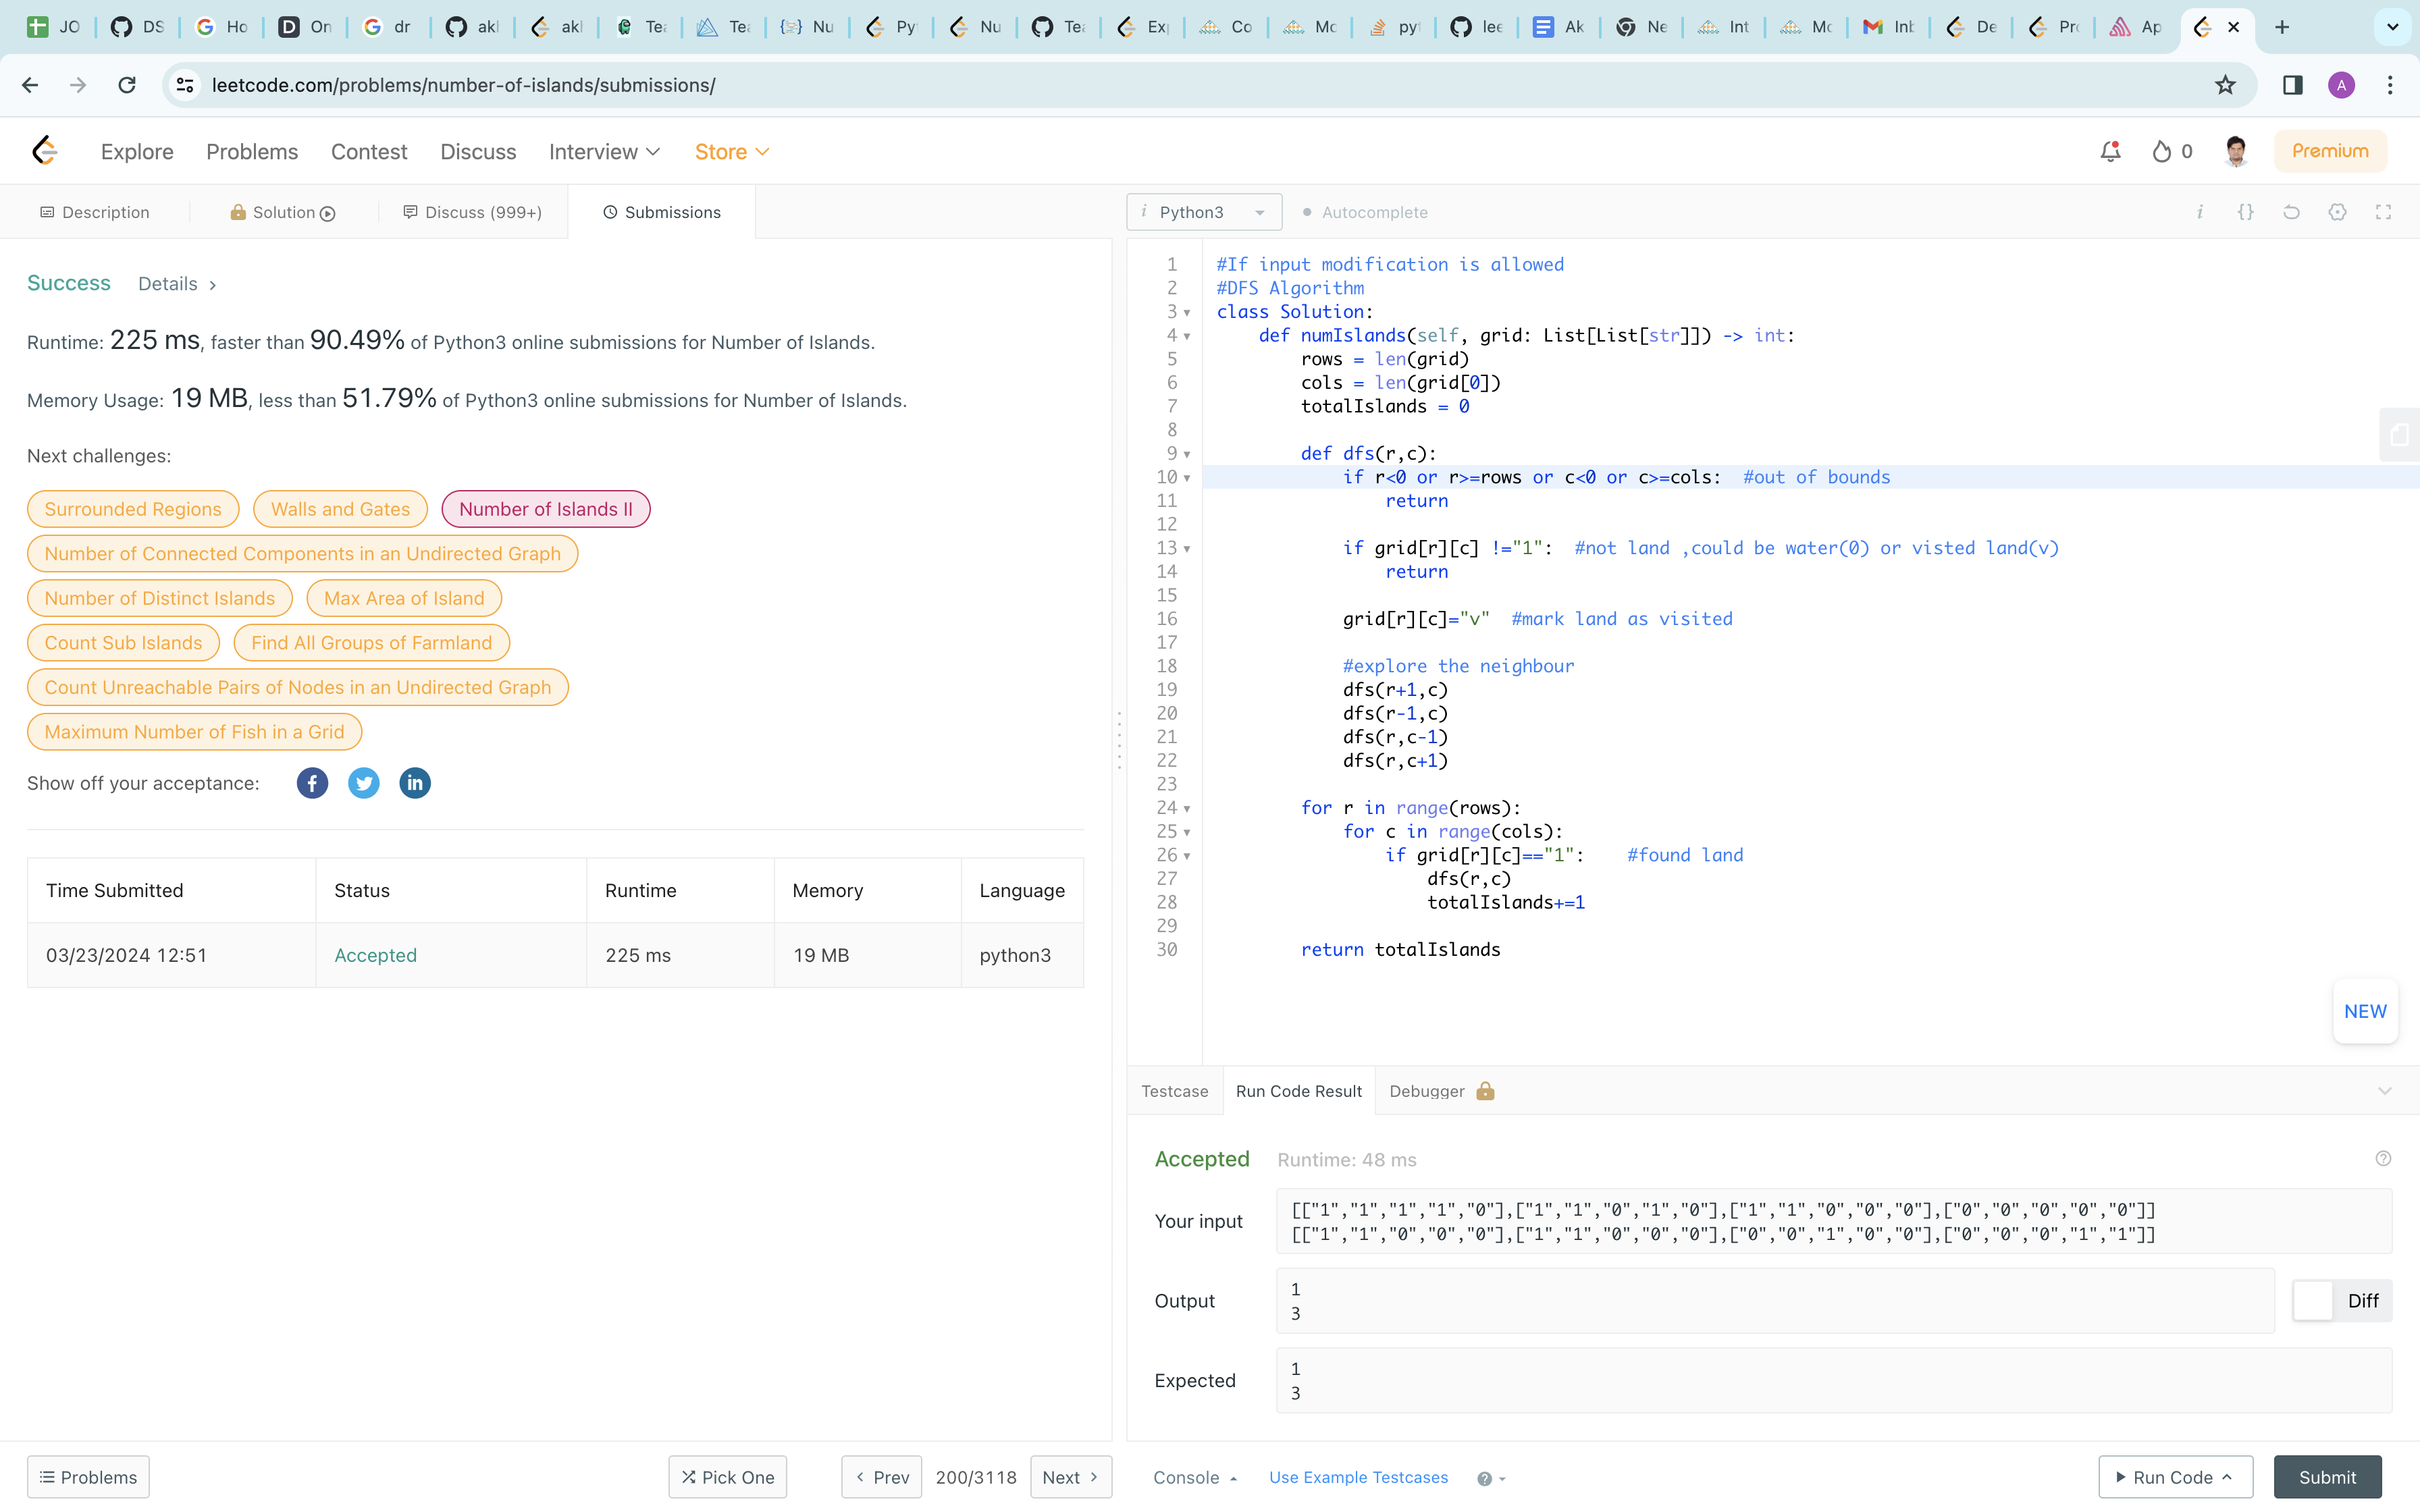 JO DS Ho On dr akl akl Tea Tea Nu Py Nu Tea Exp Co Mo pyt lee Ak Ne Int Mo Inb De Pro Ap
leetcode.com/problems/number-of-islands/submissions/
A
Explore Problems Contest Discuss Interview Store
0 Premium
Description Solution Discuss (999+) Submissions
Python3 Autocomplete
Success Details
Runtime: 225 ms, faster than 90.49% of Python3 online submissions for Number of Islands.
Memory Usage: 19 MB, less than 51.79% of Python3 online submissions for Number of Islands.
Next challenges:
Surrounded Regions Walls and Gates Number of Islands II
Number of Connected Components in an Undirected Graph
Number of Distinct Islands Max Area of Island
Count Sub Islands Find All Groups of Farmland
Count Unreachable Pairs of Nodes in an Undirected Graph
Maximum Number of Fish in a Grid
Show off your acceptance:
Time Submitted Status Runtime Memory Language
03/23/2024 12:51 Accepted 225 ms 19 MB python3
1 #If input modification is allowed
2 #DFS Algorithm
3 class Solution:
4 def numIslands(self, grid: List[List[str]]) -> int:
5 rows = len(grid)
6 cols = len(grid[0])
7 totalIslands = 0
8
9 def dfs(r,c):
10 if r<0 or r>=rows or c<0 or c>=cols: #out of bounds
11 return
12
13 if grid[r][c] !="1": #not land ,could be water(0) or visted land(v)
14 return
15
16 grid[r][c]="v" #mark land as visited
17
18 #explore the neighbour
19 dfs(r+1,c)
20 dfs(r-1,c)
21 dfs(r,c-1)
22 dfs(r,c+1)
23
24 for r in range(rows):
25 for c in range(cols):
26 if grid[r][c]=="1": #found land
27 dfs(r,c)
28 totalIslands+=1
29
30 return totalIslands
NEW
Testcase Run Code Result Debugger
Accepted Runtime: 48 ms
Your input
[["1","1","1","1","0"],["1","1","0","1","0"],["1","1","0","0","0"],["0","0","0","0","0"]]
[["1","1","0","0","0"],["1","1","0","0","0"],["0","0","1","0","0"],["0","0","0","1","1"]]
Output
1
3
Diff
Expected
1
3
Problems Pick One Prev 200/3118 Next Console Use Example Testcases Run Code Submit